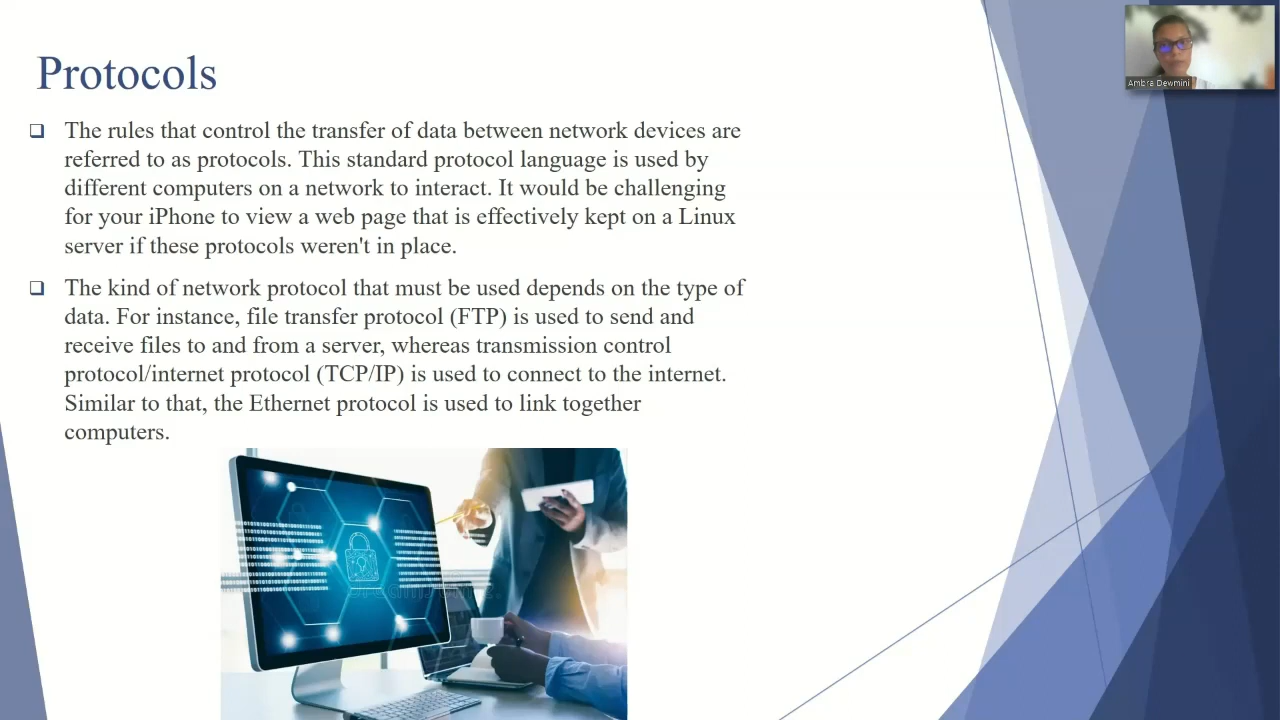 Protocols
The rules that control the transfer of data between network devices are
referred to as protocols. This standard protocol language is used by
different computers on a network to interact. It would be challenging
for your iPhone to view a web page that is effectively kept on a Linux
server if these protocols weren't in place.
The kind of network protocol that must be used depends on the type of
data. For instance, file transfer protocol (FTP) is used to send and
receive files to and from a server, whereas transmission control
protocol/internet protocol (TCP/IP) is used to connect to the internet.
Similar to that, the Ethernet protocol is used to link together
computers.
Ambra Dewmini